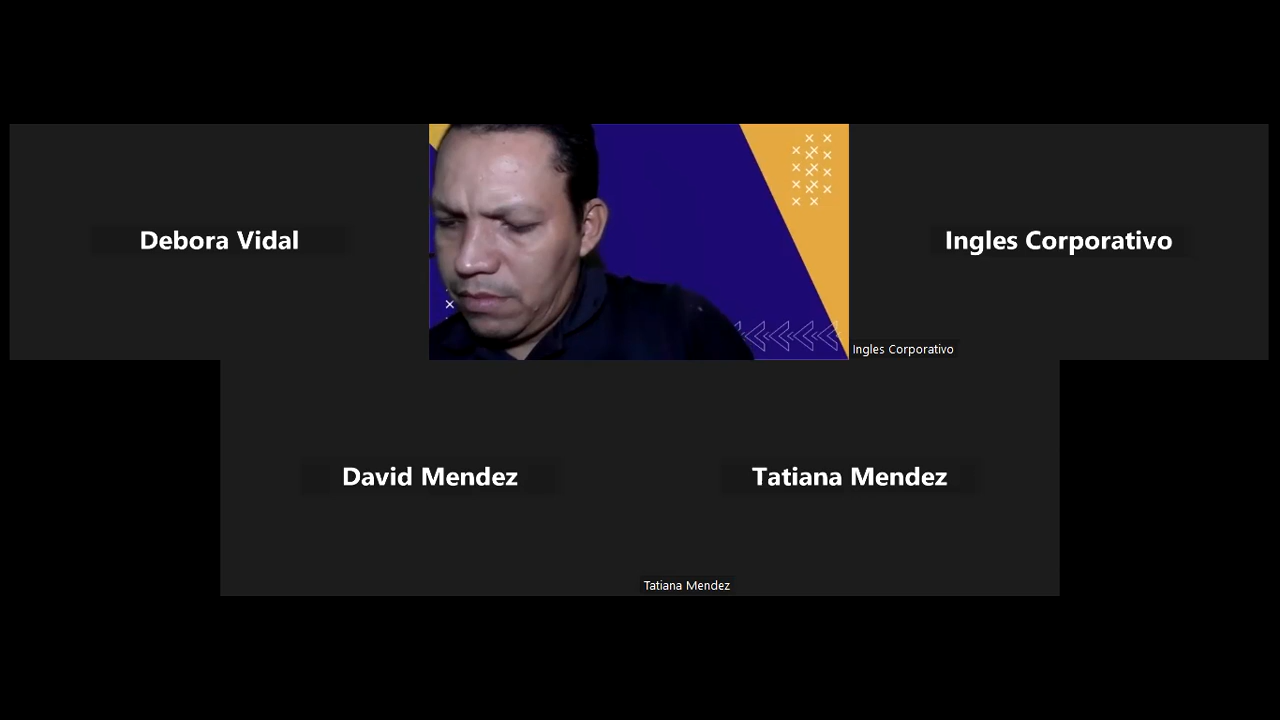 Debora Vidal
Ingles Corporativo
Ingles Corporativo
David Mendez
Tatiana Mendez
Tatiana Mendez